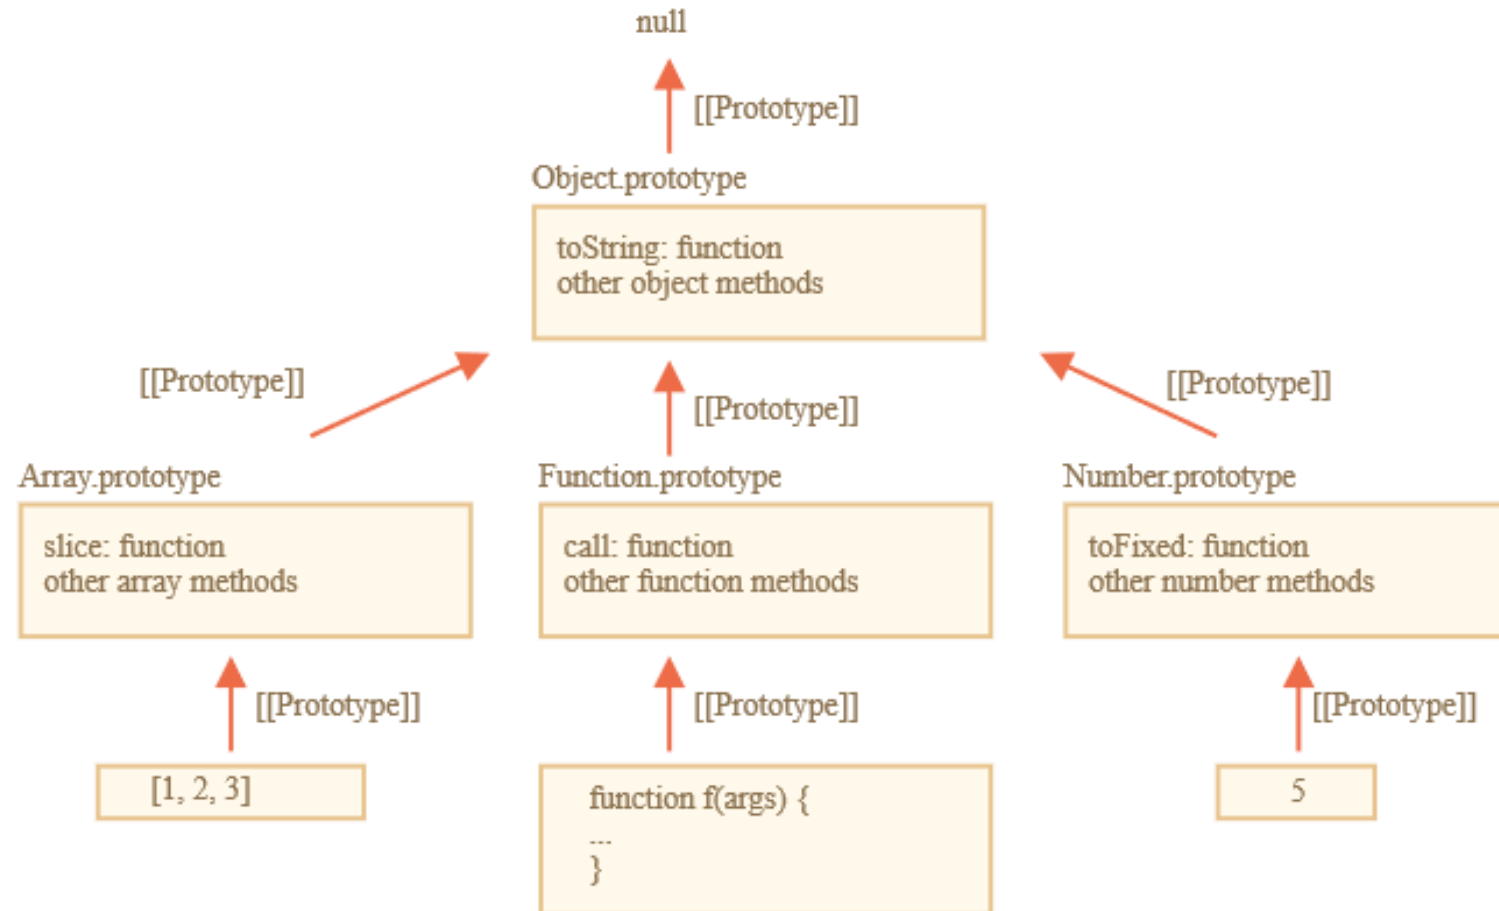 null
[[Prototype]]
Object.prototype
toString: function
other object methods
[[Prototype]]
[[Prototype]]
[[Prototype]]
Array.prototype
Function.prototype
Number.prototype
slice: function
other array methods
call: function
other function methods
toFixed: function
other number methods
[[Prototype]]
[[Prototype]]
[[Prototype]]
[1, 2, 3]
function f(args) {
...
}
5